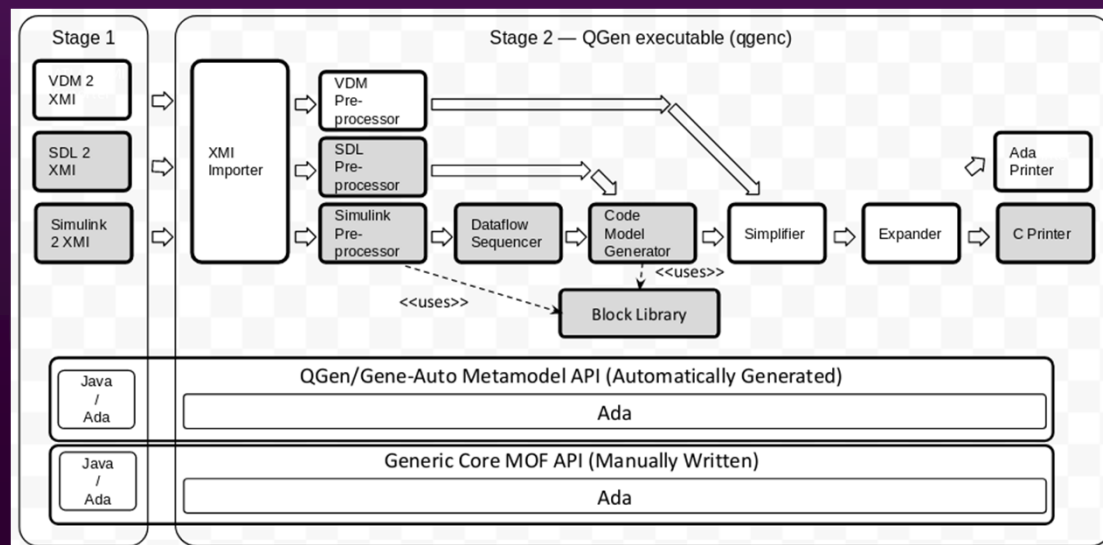 Stage 1
Stage 2 — QGen executable (qgenc)
VDM 2
XMI
SDL 2
XMI
Simulink
2 XMI
XMI
Importer
VDM
Pre-
processor
SDL
Pre-
processor
Simulink
Pre-
processor
Dataflow
Sequencer
Code
Model
Generator
Simplifier
Expander
Ada
Printer
C Printer
<<uses>>
<<uses>>
Block Library
QGen/Gene-Auto Metamodel API (Automatically Generated)
Java
/
Ada
Ada
Generic Core MOF API (Manually Written)
Java
/
Ada
Ada